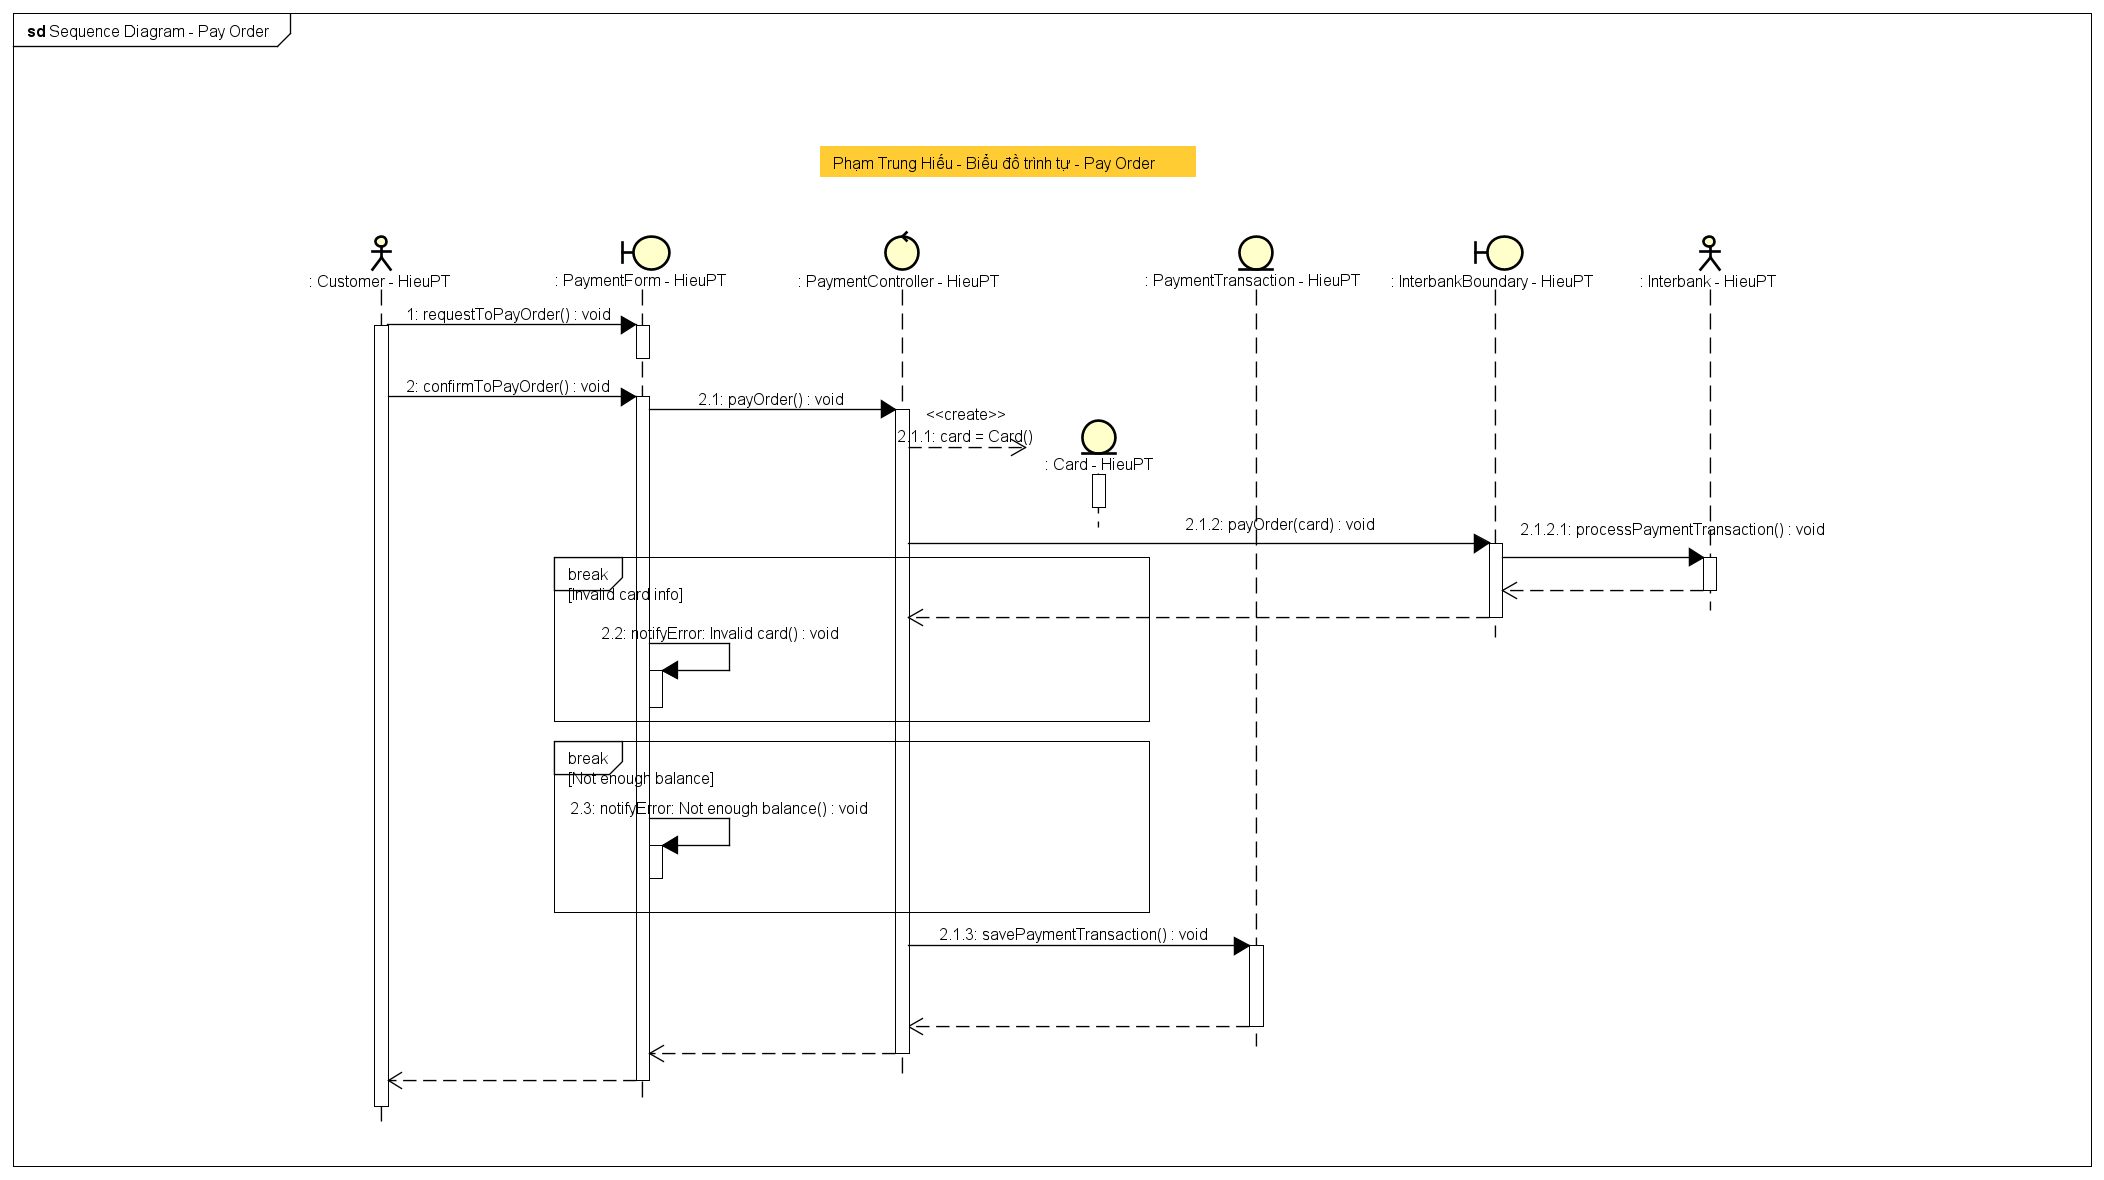 sd Sequence Diagram - Pay Order
Phạm Trung Hiếu - Biểu đồ trình tự - Pay Order
: Customer - HieuPT
: PaymentForm - HieuPT
: PaymentController - HieuPT
: PaymentTransaction - HieuPT
: InterbankBoundary - HieuPT
: Interbank - HieuPT
1: requestToPayOrder() : void
2: confirmToPayOrder() : void
2.1: payOrder() : void
<<create>>
2.1.1: card = Card()
: Card - HieuPT
2.1.2: payOrder(card) : void
2.1.2.1: processPaymentTransaction() : void
break
[Invalid card info]
2.2: notifyError: Invalid card() : void
break
[Not enough balance]
2.3: notifyError: Not enough balance() : void
2.1.3: savePaymentTransaction() : void